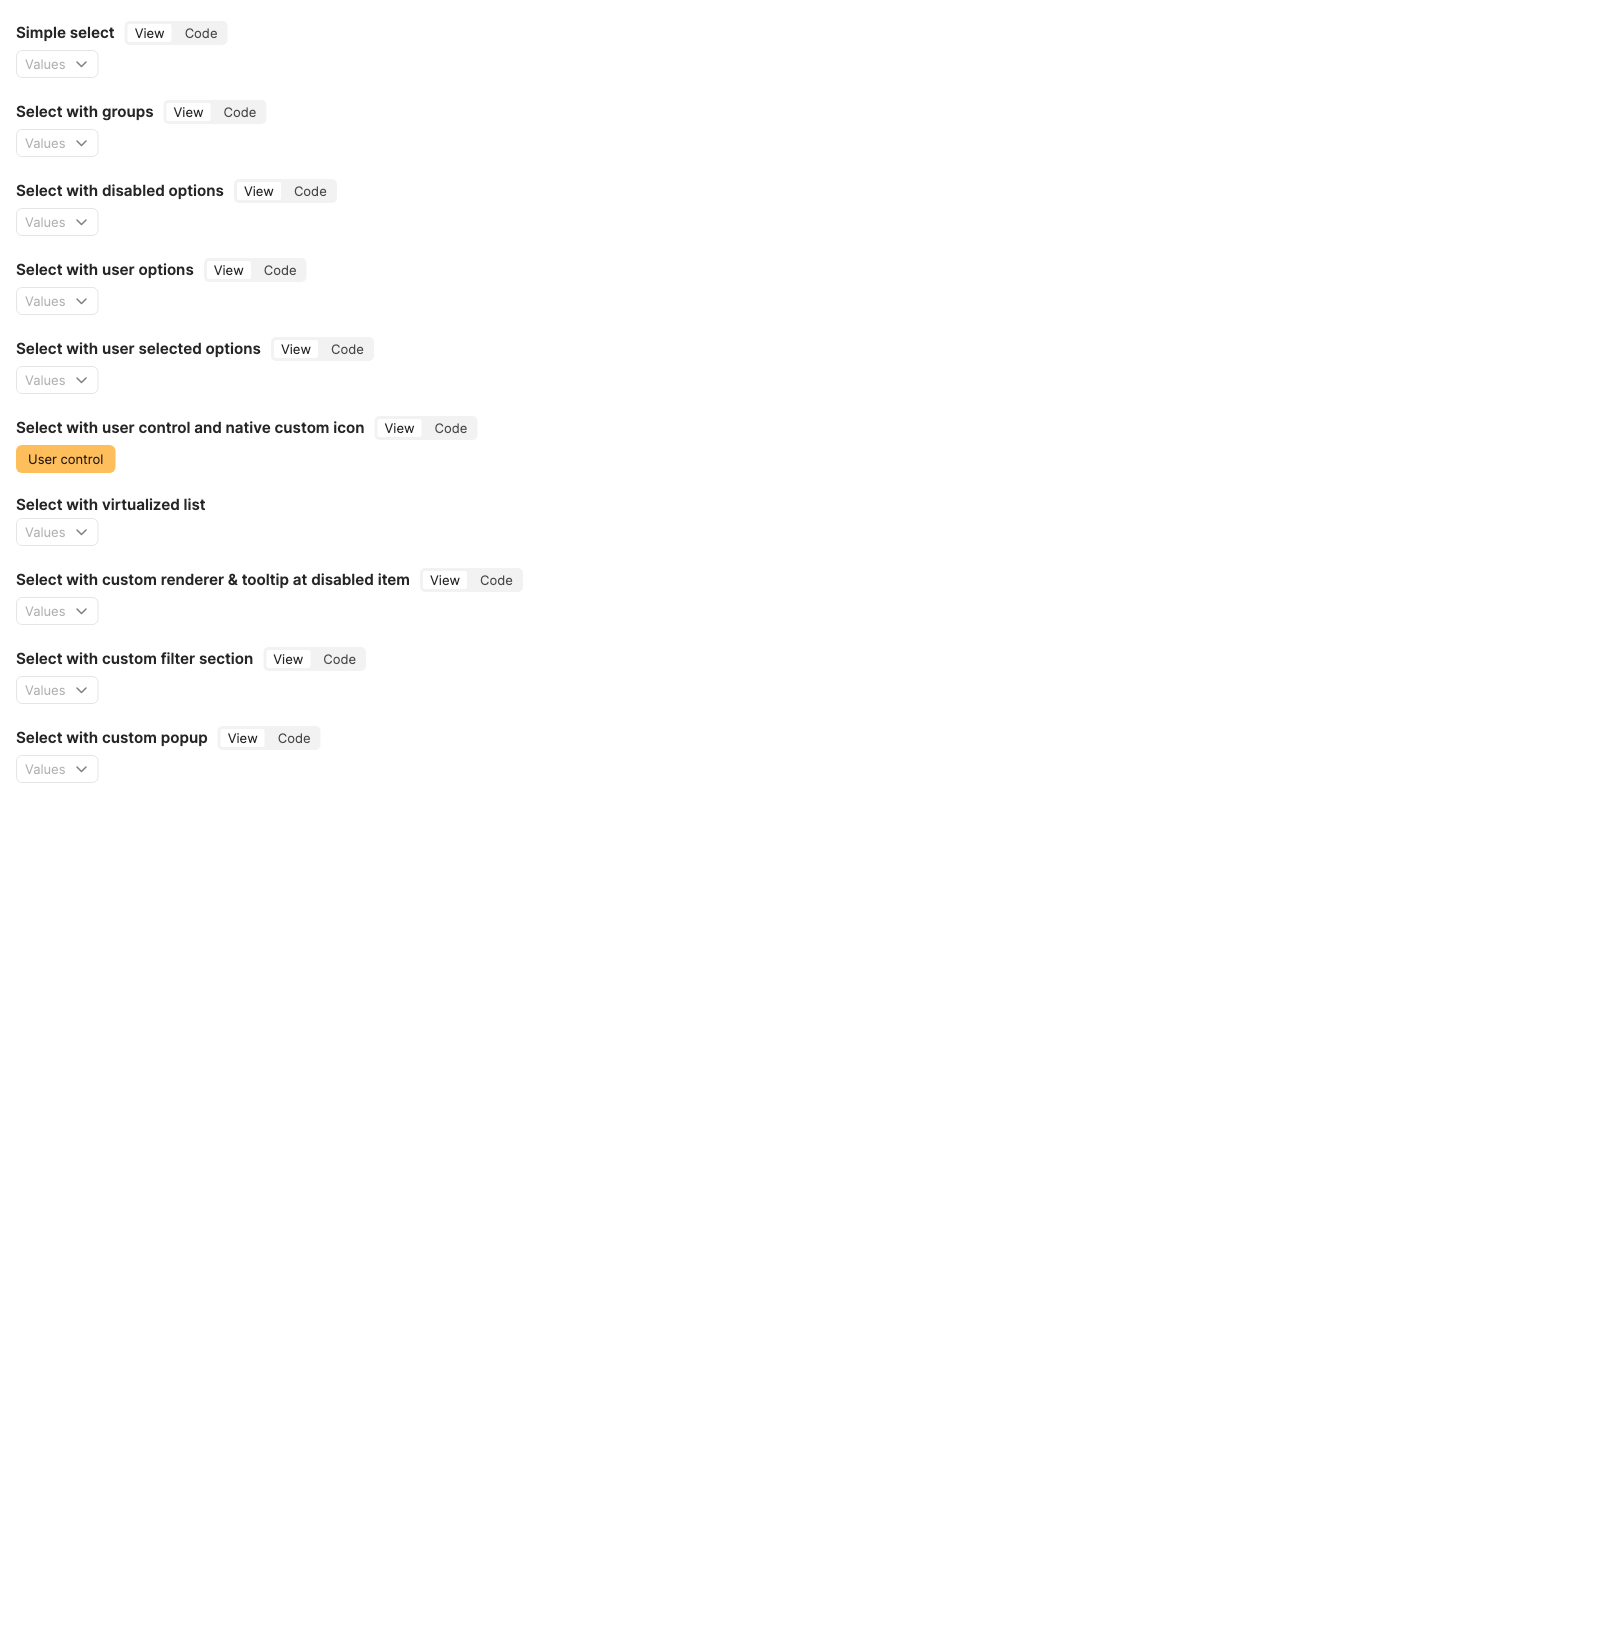 Simple select View Code
Values
Select with groups View Code
Values
Select with disabled options View Code
Values
Select with user options View Code
Values
Select with user selected options View Code
Values
Select with user control and native custom icon View Code
User control
Select with virtualized list
Values
Select with custom renderer & tooltip at disabled item View Code
Values
Select with custom filter section View Code
Values
Select with custom popup View Code
Values